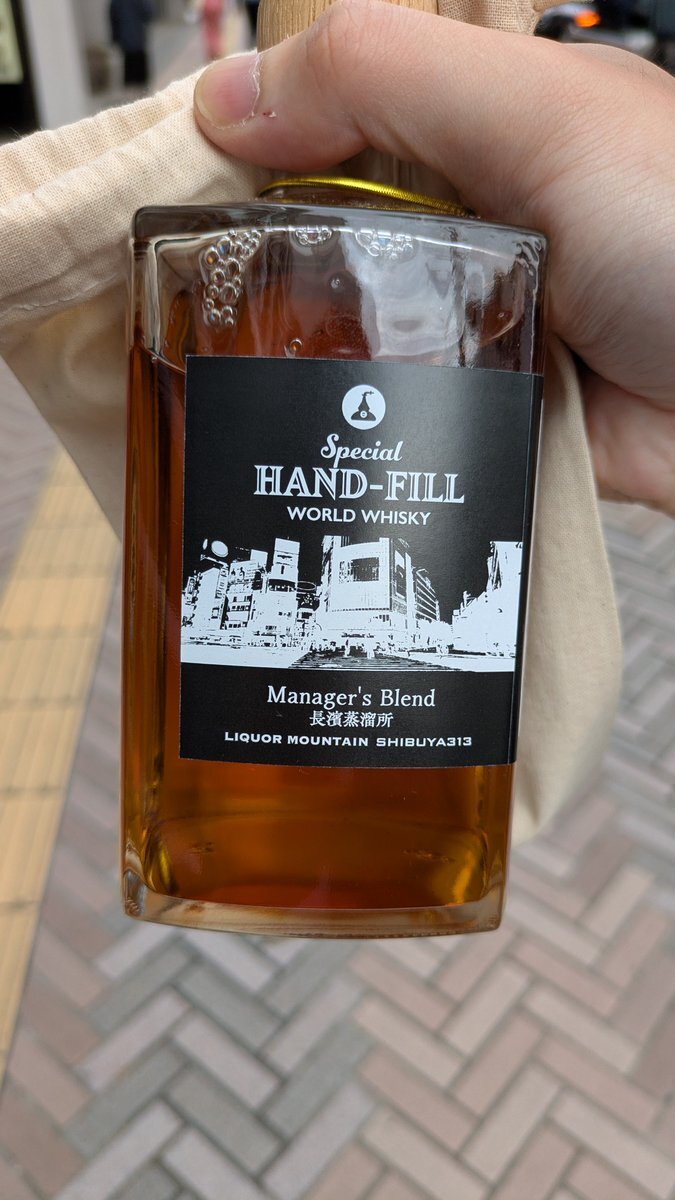 Special
HAND-FILL
WORLD WHISKY
Manager's Blend
長濱蒸溜所
LIQUOR MOUNTAIN SHIBUYA313